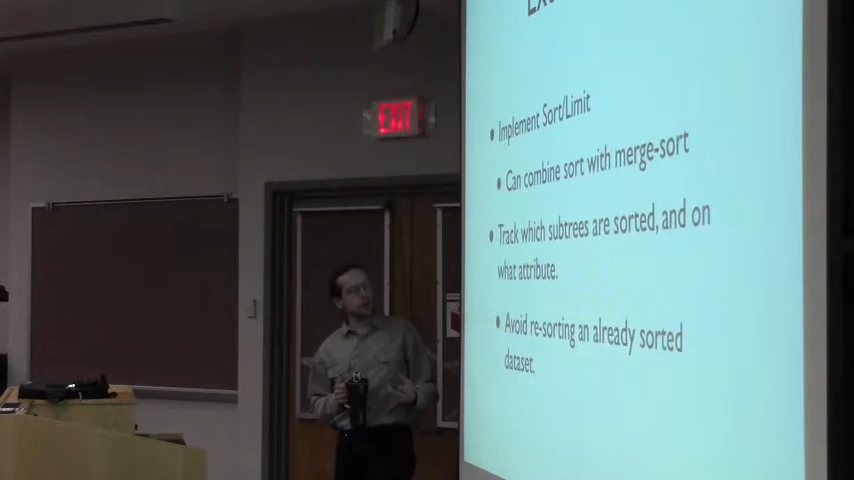 EXIT
• Implement Sort/Limit
• Can combine sort with merge-sort
• Track which subtrees are sorted, and on
what attribute.
• Avoid re-sorting an already sorted
dataset.